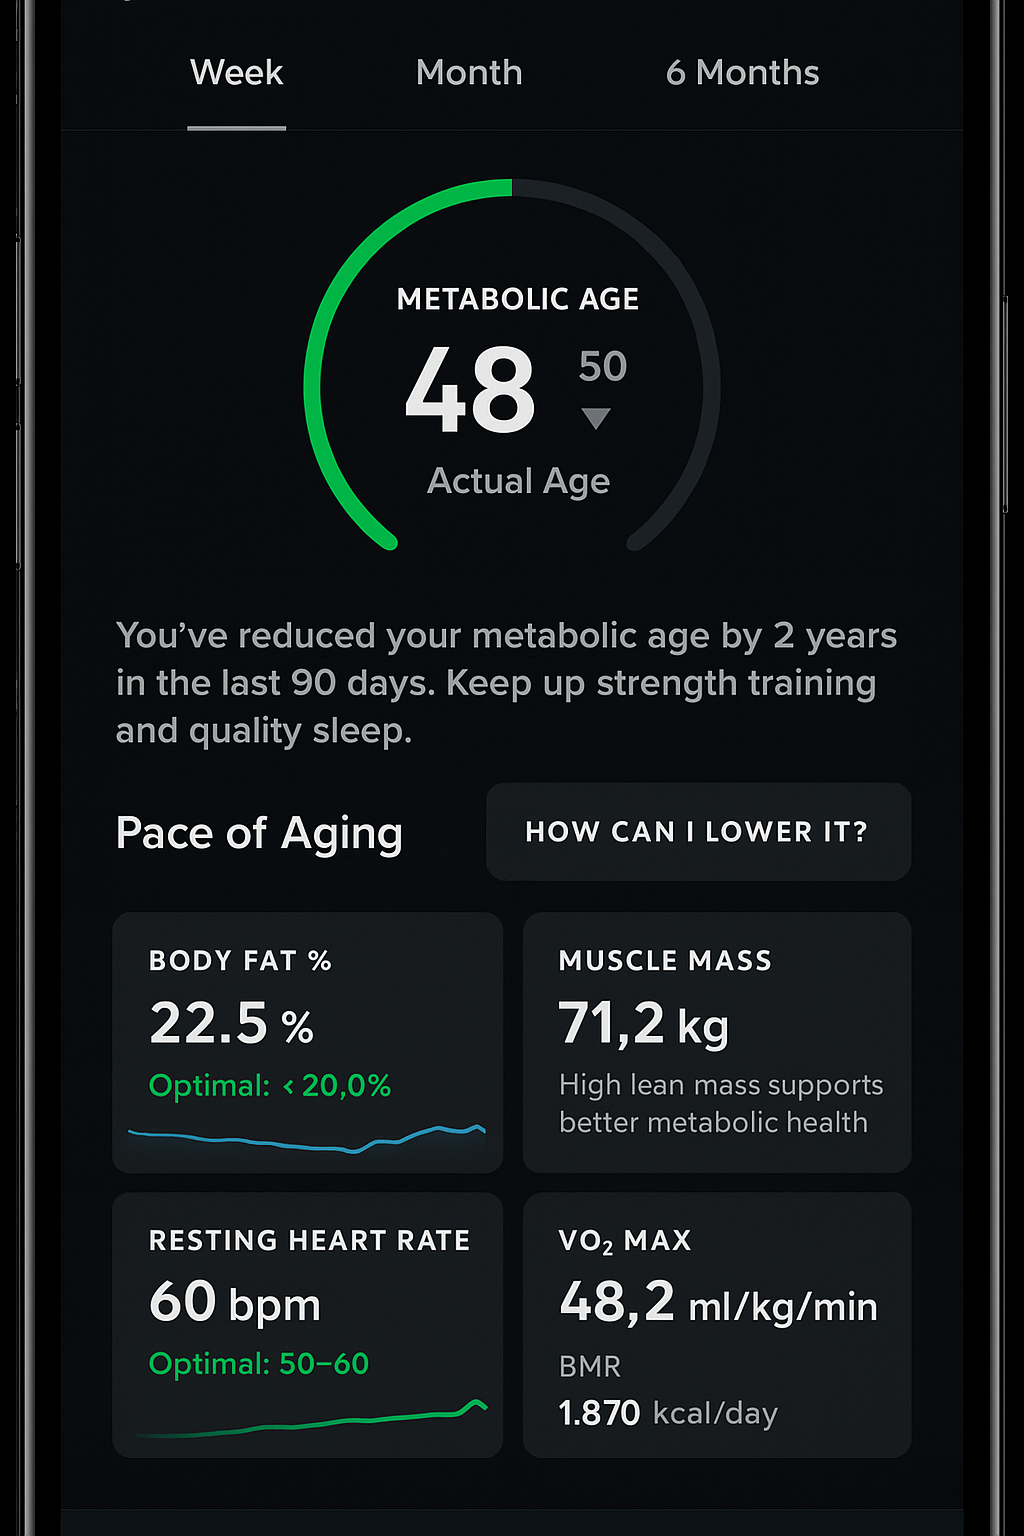 Week Month 6 Months
METABOLIC AGE
48 50
Actual Age
You’ve reduced your metabolic age by 2 years
in the last 90 days. Keep up strength training
and quality sleep.
Pace of Aging
HOW CAN I LOWER IT?
BODY FAT %
22.5 %
Optimal: < 20,0%
MUSCLE MASS
71,2 kg
High lean mass supports
better metabolic health
RESTING HEART RATE
60 bpm
Optimal: 50–60
VO₂ MAX
48,2 ml/kg/min
BMR
1.870 kcal/day